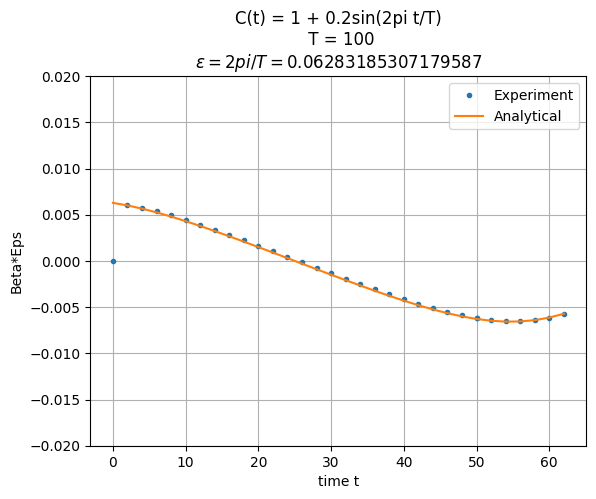 C(t) = 1 + 0.2sin(2pi t/T)
T = 100
ε = 2pi/T = 0.06283185307179587
Experiment
Analytical
0.020
0.015
0.010
0.005
0.000
−0.005
−0.010
−0.015
−0.020
Beta*Eps
0 10 20 30 40 50 60
time t